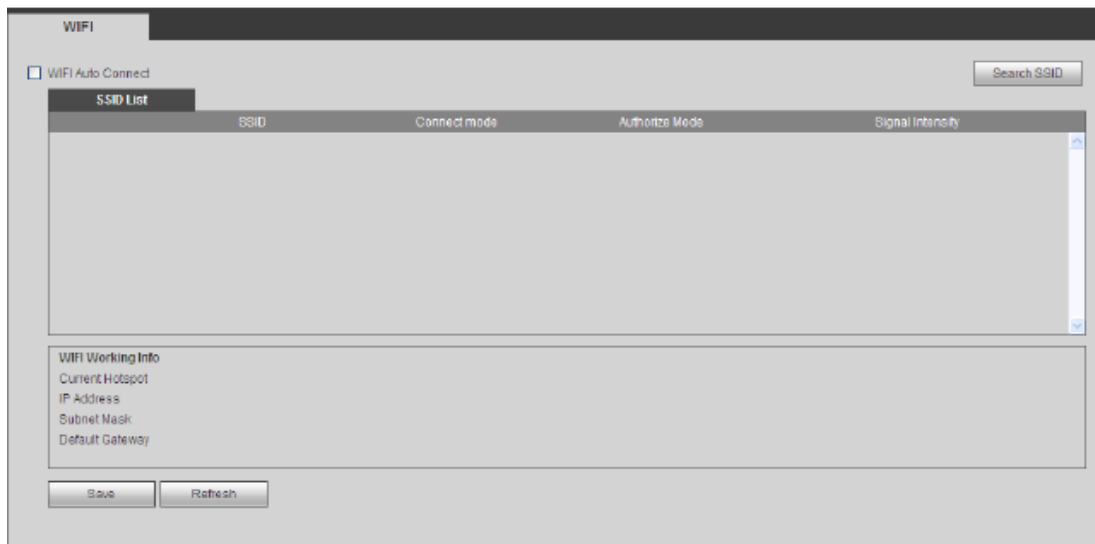 WIFI
WIFI Auto Connect
Search SSID
SSID List
SSID Connect mode Authorize Mode Signal Intensity
WIFI Working Info
Current Hotspot
IP Address
Subnet Mask
Default Gateway
Save Refresh